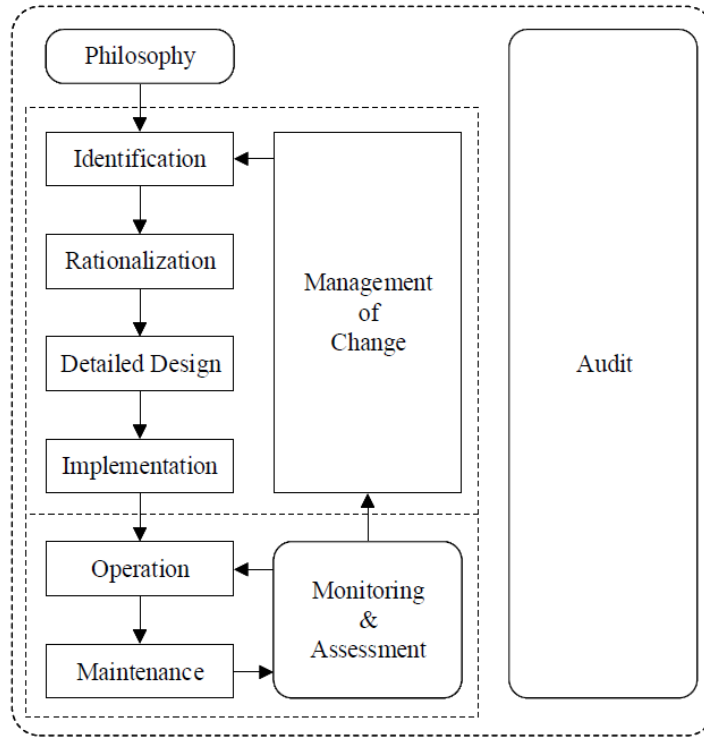 Philosophy
Identification
Rationalization
Detailed Design
Implementation
Operation
Maintenance
Management
of
Change
Monitoring
&
Assessment
Audit